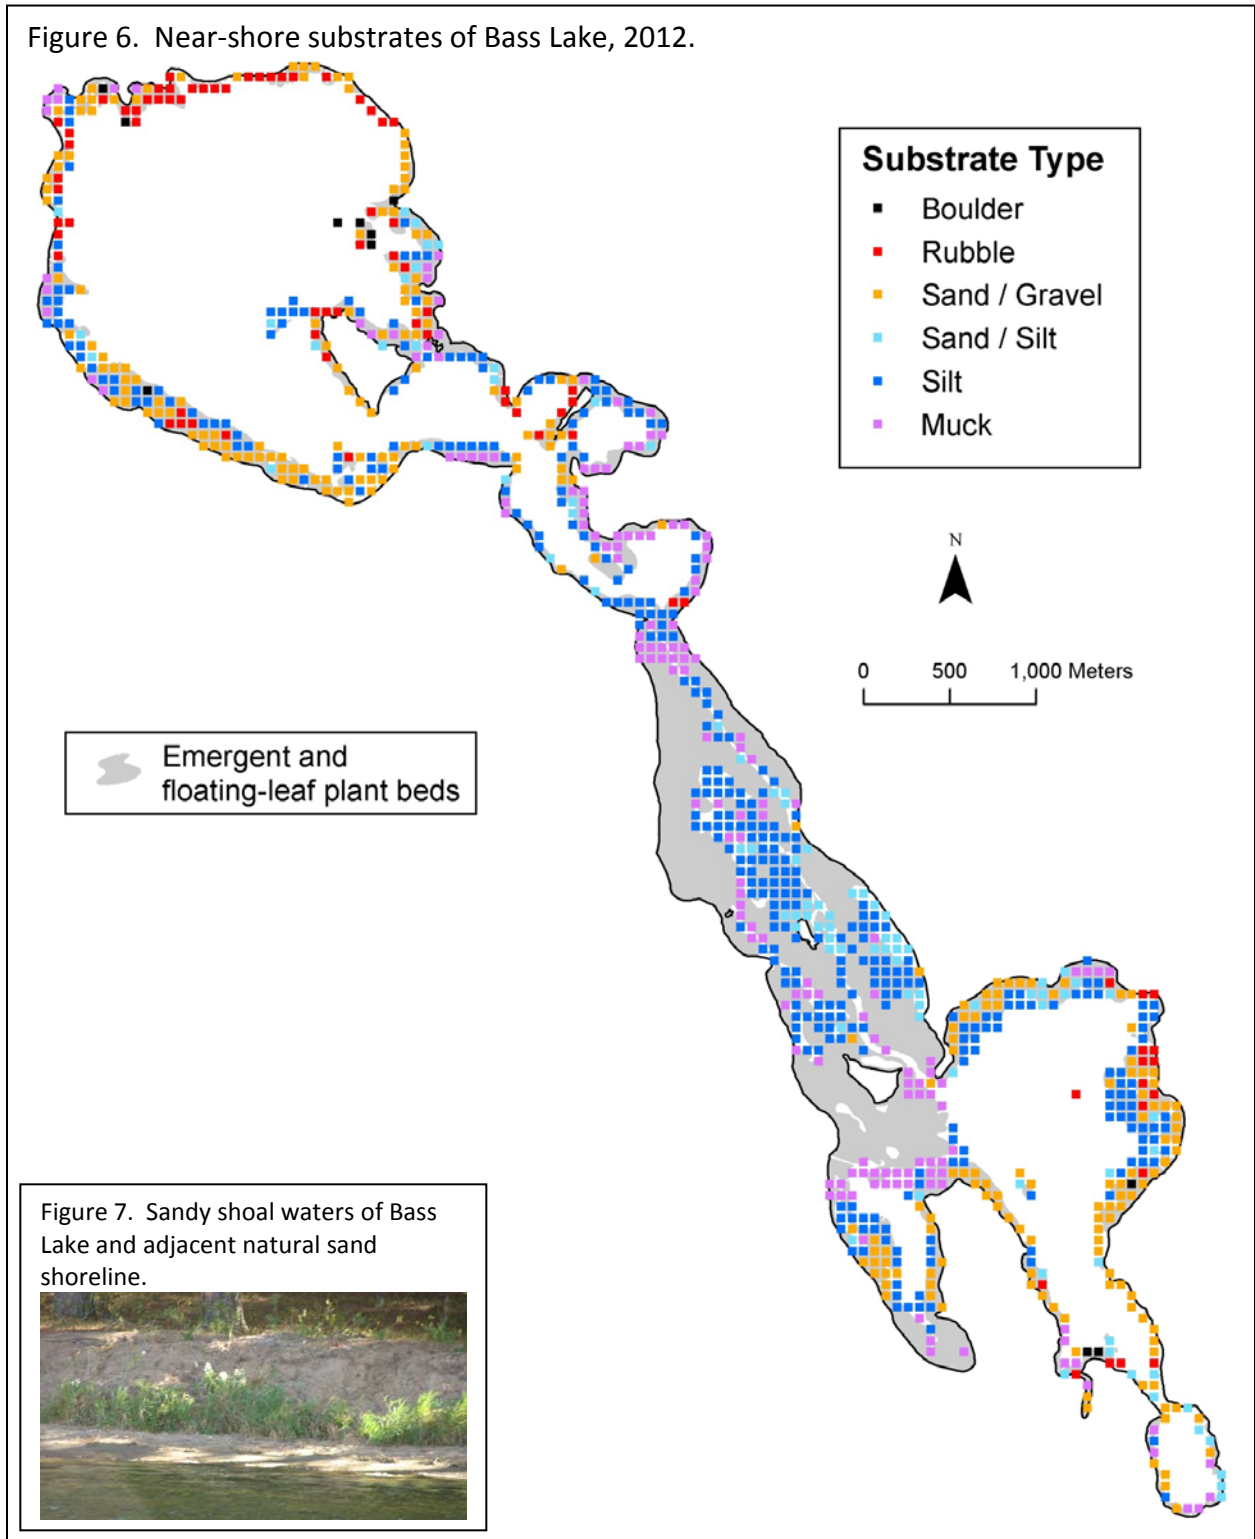 Figure 6.  Near-shore substrates of Bass Lake, 2012.
Substrate Type
Boulder
Rubble
Sand / Gravel
Sand / Silt
Silt
Muck
N
0 500 1,000 Meters
Emergent and
floating-leaf plant beds
Figure 7.  Sandy shoal waters of Bass
Lake and adjacent natural sand
shoreline.